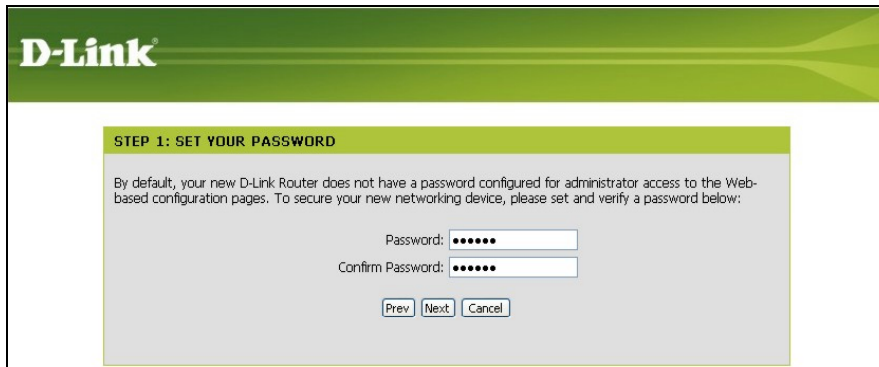 D-Link®
STEP 1: SET YOUR PASSWORD
By default, your new D-Link Router does not have a password configured for administrator access to the Web-
based configuration pages. To secure your new networking device, please set and verify a password below:
Password: ••••••
Confirm Password: ••••••
Prev Next Cancel